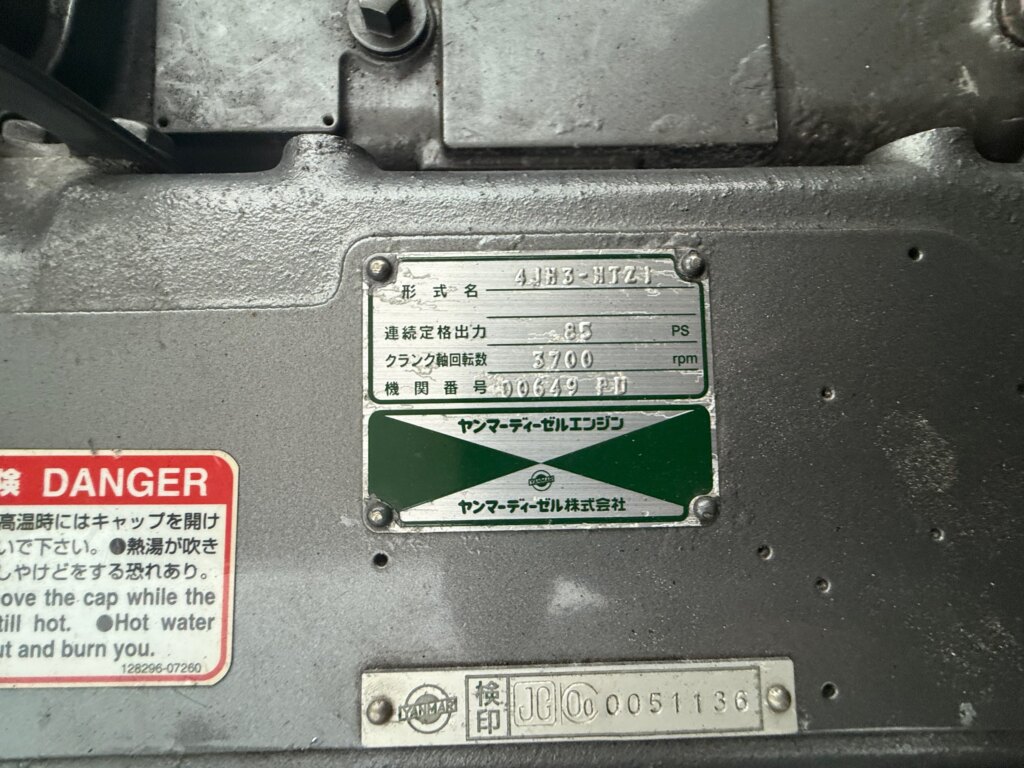 形式名 4JH3-HTZ1
連続定格出力 85 PS
クランク軸回転数 3700 rpm
機関番号 00649 PD
ヤンマーディーゼルエンジン
YANMAR
ヤンマーディーゼル株式会社
検 DANGER
高温時にはキャップを開け
いで下さい。●熱湯が吹き
しやけどをする恐れあり。
ove the cap while the
till hot. ●Hot water
ut and burn you.
128296-07260
YANMAR 検印 JG 0051136